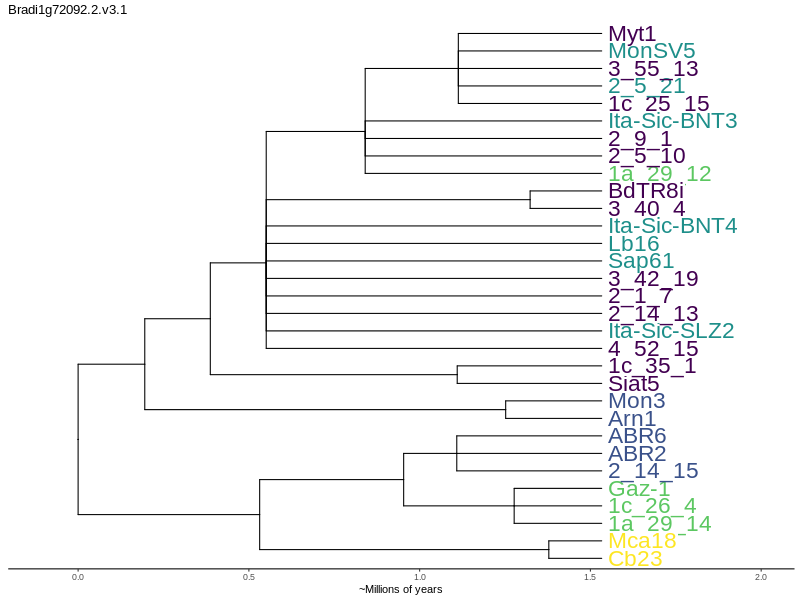 Bradi1g72092.2.v3.1
Myt1
MonSV5
3_55_13
2_5_21
1c_25_15
Ita-Sic-BNT3
2_9_1
2_5_10
1a_29_12
BdTR8i
3_40_4
Ita-Sic-BNT4
Lb16
Sap61
3_42_19
2_1_7
2_14_13
Ita-Sic-SLZ2
4_52_15
1c_35_1
Siat5
Mon3
Arn1
ABR6
ABR2
2_14_15
Gaz-1
1c_26_4
1a_29_14
Mca18
Cb23
0.0 0.5 1.0 1.5 2.0
~Millions of years